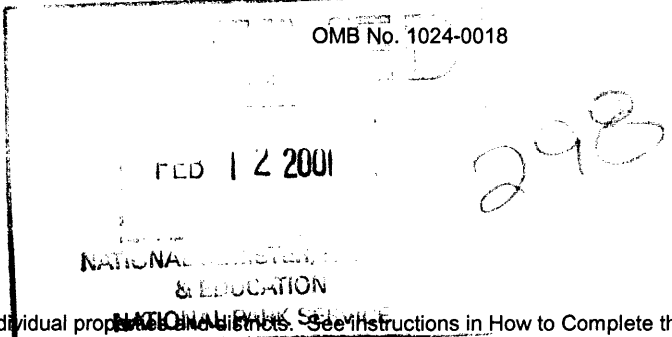 OMB No. 1024-0018
FEB 12 2001
298
& EDUCATION
NATIONAL PARK SERVICE
dividual properties and districts. See instructions in How to Complete th